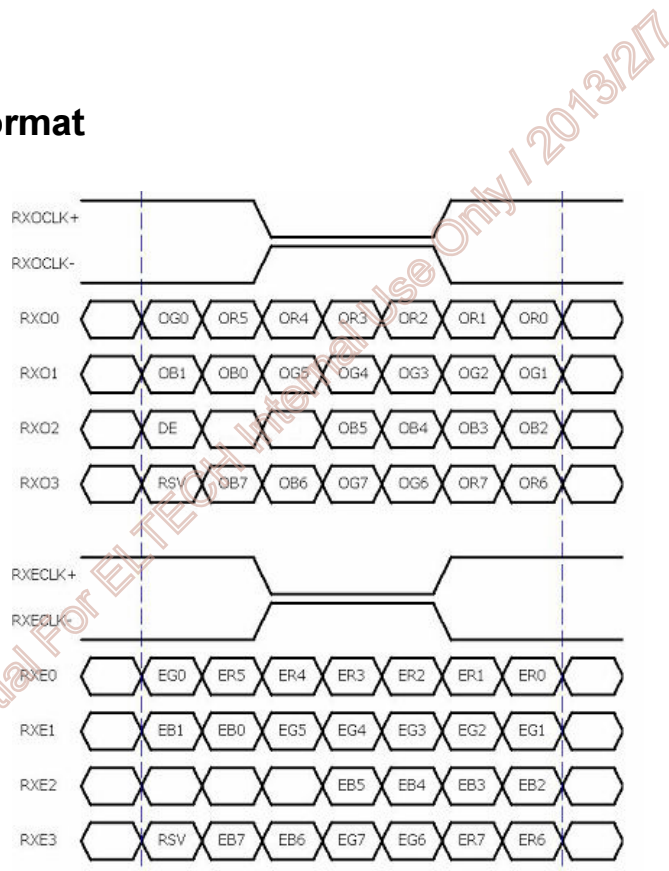 ormat
RXOCLK+
RXOCLK-
RXO0 OG0 OR5 OR4 OR3 OR2 OR1 OR0
RXO1 OB1 OB0 OG5 OG4 OG3 OG2 OG1
RXO2 DE OB5 OB4 OB3 OB2
RXO3 RSV OB7 OB6 OG7 OG6 OR7 OR6
RXECLK+
RXECLK-
RXE0 EG0 ER5 ER4 ER3 ER2 ER1 ER0
RXE1 EB1 EB0 EG5 EG4 EG3 EG2 EG1
RXE2 EB5 EB4 EB3 EB2
RXE3 RSV EB7 EB6 EG7 EG6 ER7 ER6
ial For ELTECH Internal Use Only / 2013/2/7